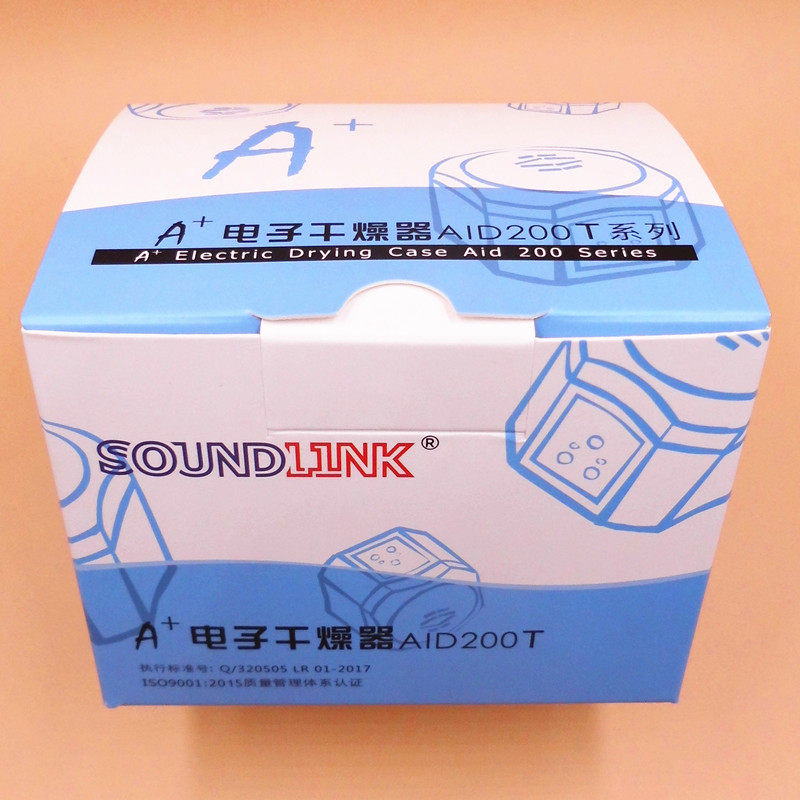 A+
A+电子干燥器AID200T系列
A+ Electric Drying Case Aid 200 Series
SOUNDLINK®
A+电子干燥器AID200T
执行标准号: Q/320505 LR 01-2017
ISO9001:2015质量管理体系认证